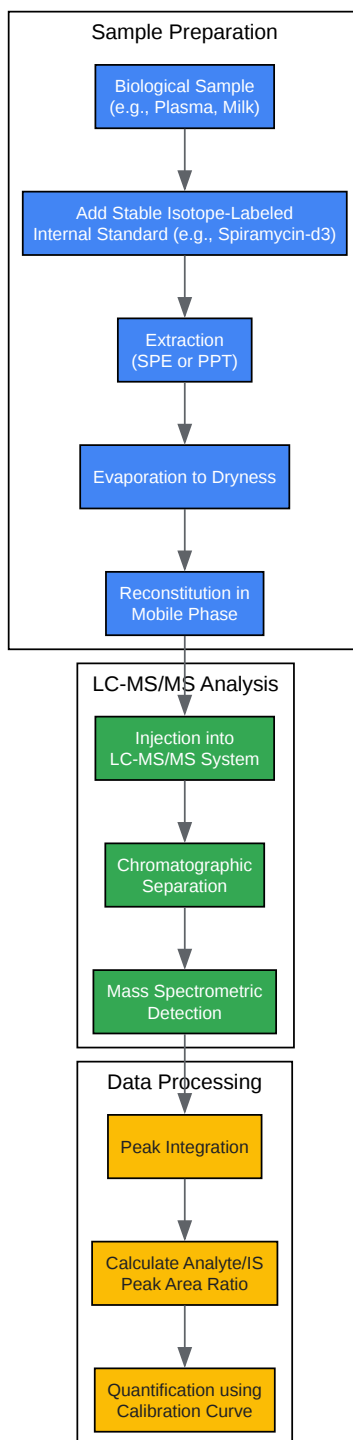 Sample Preparation
Biological Sample
(e.g., Plasma, Milk)
Add Stable Isotope-Labeled
Internal Standard (e.g., Spiramycin-d3)
Extraction
(SPE or PPT)
Evaporation to Dryness
Reconstitution in
Mobile Phase
LC-MS/MS Analysis
Injection into
LC-MS/MS System
Chromatographic
Separation
Mass Spectrometric
Detection
Data Processing
Peak Integration
Calculate Analyte/IS
Peak Area Ratio
Quantification using
Calibration Curve